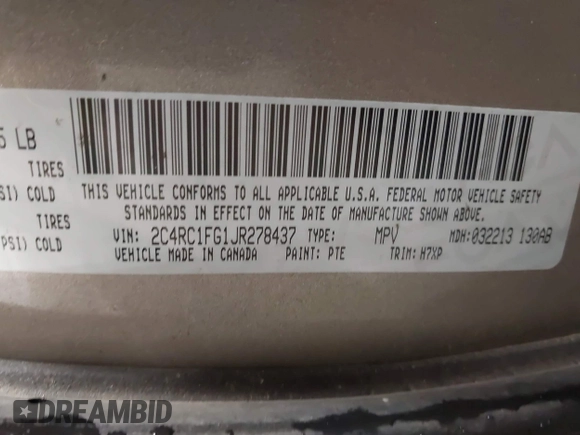 5 LB
TIRES
SI) COLD
TIRES
PSI) COLD
THIS VEHICLE CONFORMS TO ALL APPLICABLE U.S.A. FEDERAL MOTOR VEHICLE SAFETY
STANDARDS IN EFFECT ON THE DATE OF MANUFACTURE SHOWN ABOVE.
VIN: 2C4RC1FG1JR278437 TYPE: MPV MDH: 032213 130AB
VEHICLE MADE IN CANADA PAINT: PTE TRIM: H7XP
DREAMBID